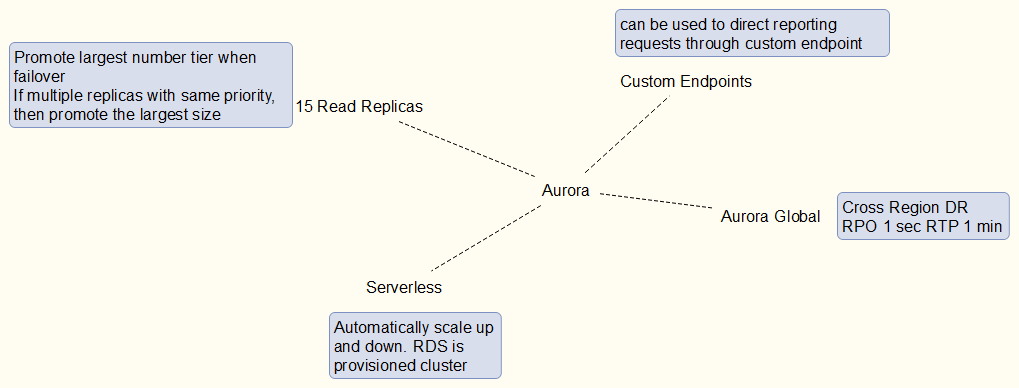 can be used to direct reporting
requests through custom endpoint
Custom Endpoints
Promote largest number tier when
failover
If multiple replicas with same priority,
then promote the largest size
15 Read Replicas
Aurora
Aurora Global
Cross Region DR
RPO 1 sec RTP 1 min
Serverless
Automatically scale up
and down. RDS is
provisioned cluster